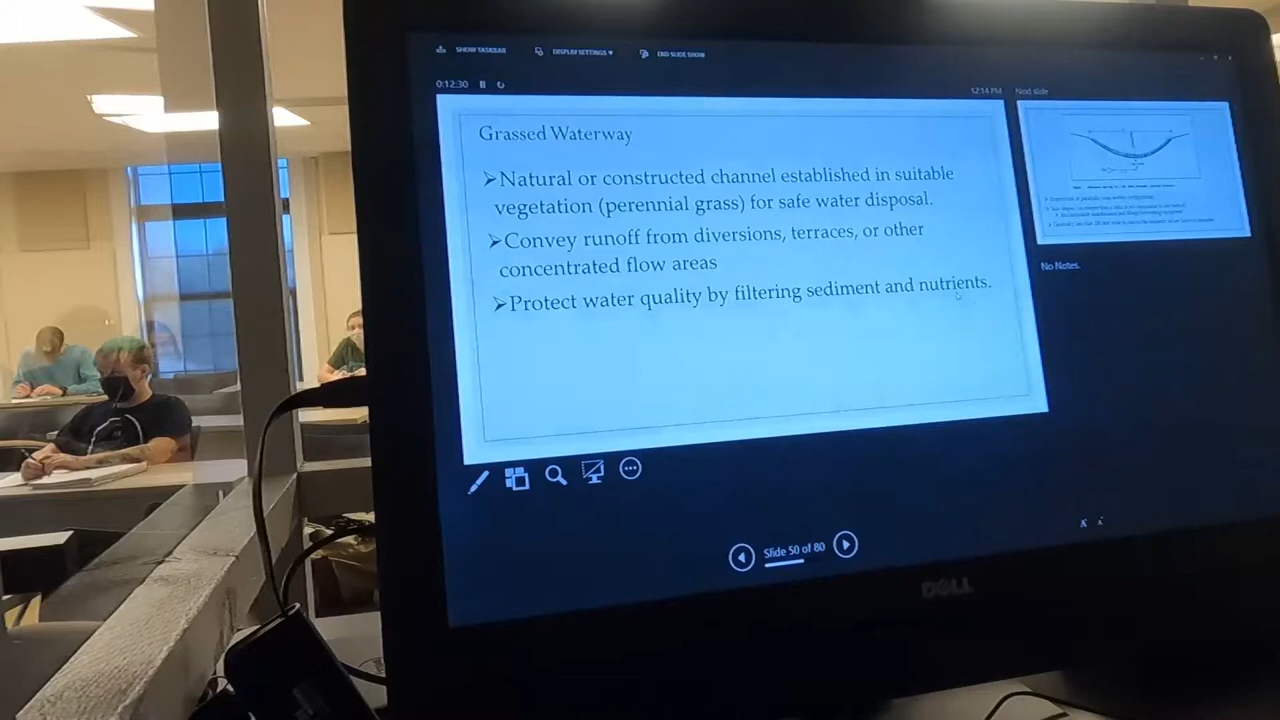 SHOW TASKBAR
DISPLAY SETTINGS ▼
END SLIDE SHOW
0:12:30
12:14 PM
Next slide
Grassed Waterway
➢Natural or constructed channel established in suitable
vegetation (perennial grass) for safe water disposal.
➢Convey runoff from diversions, terraces, or other
concentrated flow areas
➢Protect water quality by filtering sediment and nutrients.
No Notes.
Slide 50 of 80
DELL